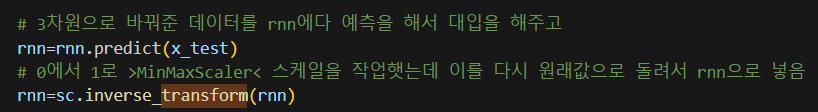 # 3차원으로 바꿔준 데이터를 rnn에다 예측을 해서 대입을 해주고
rnn=rnn.predict(x_test)
# 0에서 1로 >MinMaxScaler< 스케일을 작업햇는데 이를 다시 원래값으로 돌려서 rnn으로 넣음
rnn=sc.inverse_transform(rnn)